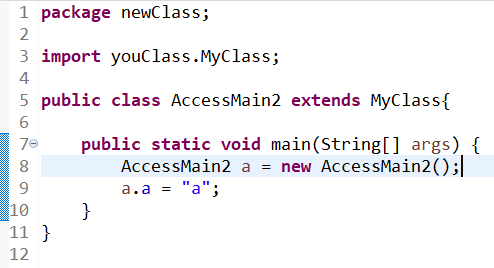 1 package newClass;
2
3 import youClass.MyClass;
4
5 public class AccessMain2 extends MyClass{
6
7 public static void main(String[] args) {
8 AccessMain2 a = new AccessMain2();
9 a.a = "a";
10 }
11 }
12